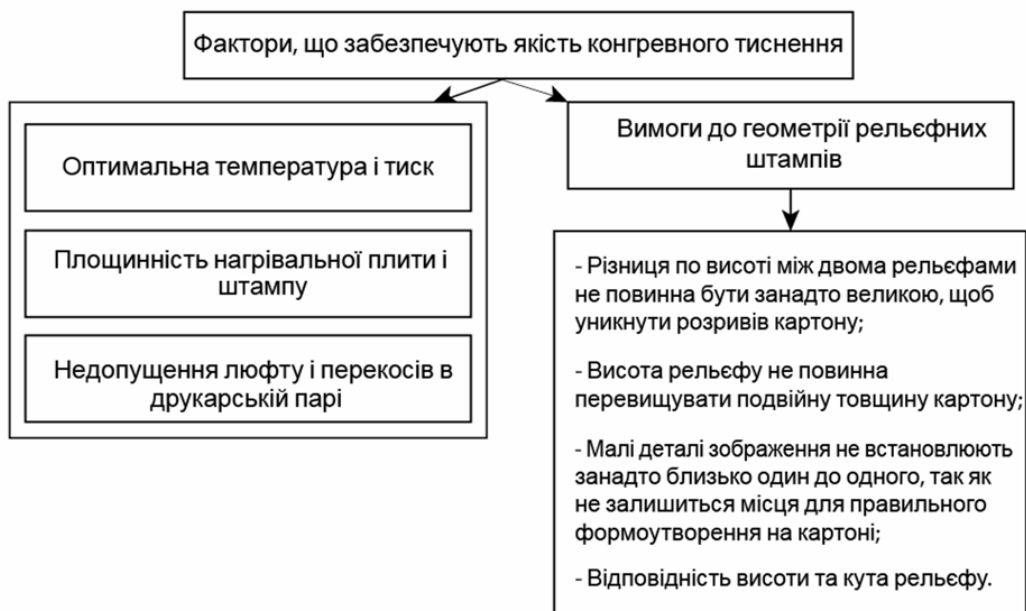 Фактори, що забезпечують якість конгревного тиснення
Оптимальна температура і тиск
Площинність нагрівальної плити і
штампу
Недопущення люфту і перекосів в
друкарській парі
Вимоги до геометрії рельєфних
штампів
- Різниця по висоті між двома рельєфами
не повинна бути занадто великою, щоб
уникнути розривів картону;
- Висота рельєфу не повинна
перевищувати подвійну товщину картону;
- Малі деталі зображення не встановлюють
занадто близько один до одного, так як
не залишиться місця для правильного
формоутворення на картоні;
- Відповідність висоти та кута рельєфу.